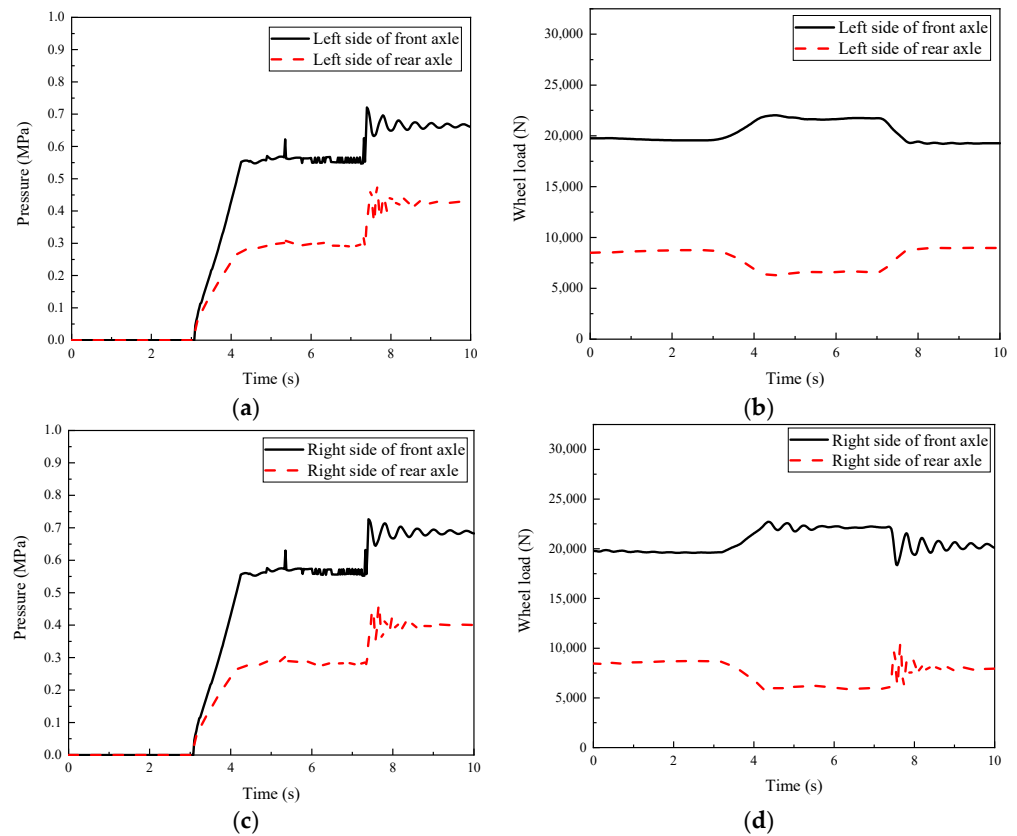 1.0
0.9
0.8
0.7
0.6
0.5
0.4
0.3
0.2
0.1
0.0
Pressure (MPa)
Left side of front axle
Left side of rear axle
0 2 4 6 8 10
Time (s)
(a)
30,000
25,000
20,000
15,000
10,000
5,000
0
Wheel load (N)
Left side of front axle
Left side of rear axle
0 2 4 6 8 10
Time (s)
(b)
1.0
0.9
0.8
0.7
0.6
0.5
0.4
0.3
0.2
0.1
0.0
Pressure (MPa)
Right side of front axle
Right side of rear axle
0 2 4 6 8 10
Time (s)
(c)
30,000
25,000
20,000
15,000
10,000
5,000
0
Wheel load (N)
Right side of front axle
Right side of rear axle
0 2 4 6 8 10
Time (s)
(d)